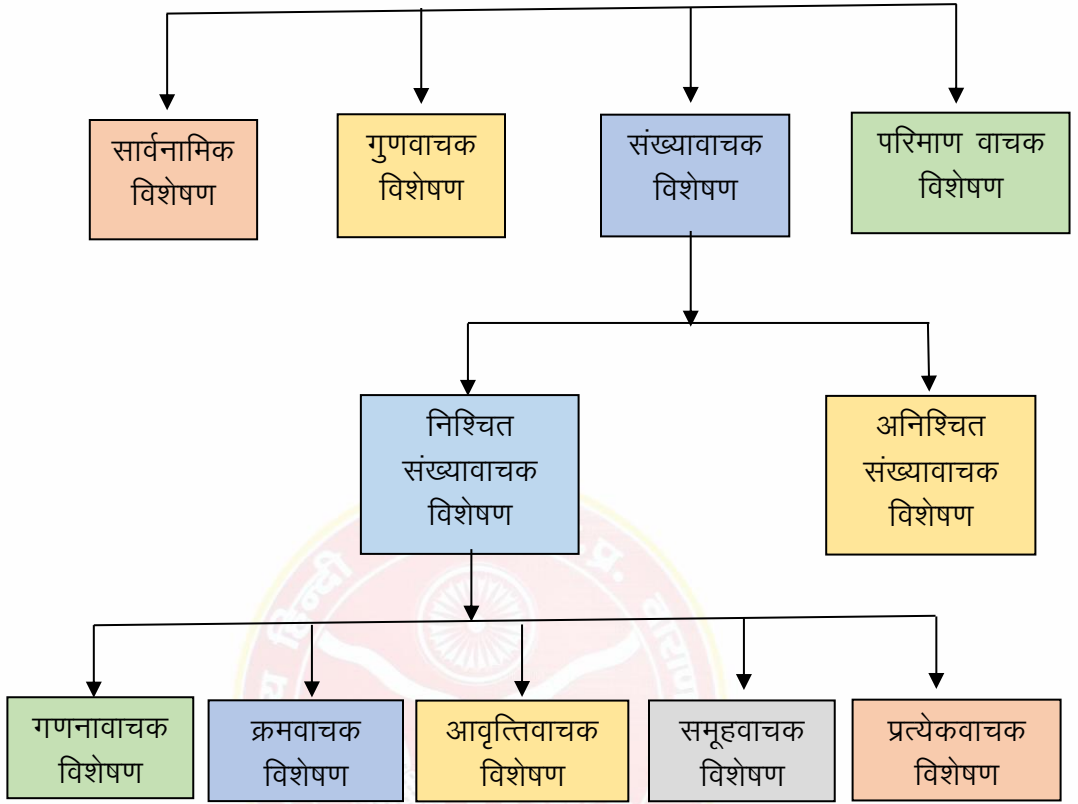 सार्वनामिक
विशेषण
गुणवाचक
विशेषण
संख्यावाचक
विशेषण
परिमाण वाचक
विशेषण
निश्चित
संख्यावाचक
विशेषण
अनिश्चित
संख्यावाचक
विशेषण
गणनावाचक
विशेषण
क्रमवाचक
विशेषण
आवृत्तिवाचक
विशेषण
समूहवाचक
विशेषण
प्रत्येकवाचक
विशेषण
हिन्दी
प्र.